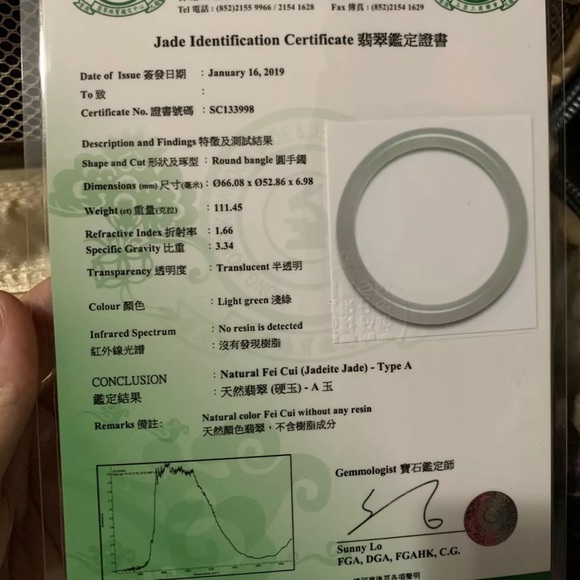 Tel 電話 : (852)2155 9966 / 2154 1628 Fax 傳真 : (852)2154 1629
Jade Identification Certificate 翡翠鑑定證書
Date of Issue 簽發日期 : January 16, 2019
To 致 :
Certificate No. 證書號碼 : SC133998
Description and Findings 特徵及測試結果
Shape and Cut 形狀及琢型 : Round bangle 圓手鐲
Dimensions (mm) 尺寸(毫米) : Ø66.08 x Ø52.86 x 6.98
Weight (ct) 重量(克拉) : 111.45
Refractive Index 折射率 : 1.66
Specific Gravity 比重 : 3.34
Transparency 透明度 : Translucent 半透明
Colour 顏色 : Light green 淺綠
Infrared Spectrum : No resin is detected
紅外線光譜 : 沒有發現樹脂
CONCLUSION : Natural Fei Cui (Jadeite Jade) - Type A
鑑定結果 : 天然翡翠 (硬玉) - A 玉
Remarks 備註: Natural color Fei Cui without any resin
天然顏色翡翠，不含樹脂成分
Gemmologist 寶石鑑定師
Sunny Lo
FGA, DGA, FGAHK, C.G.